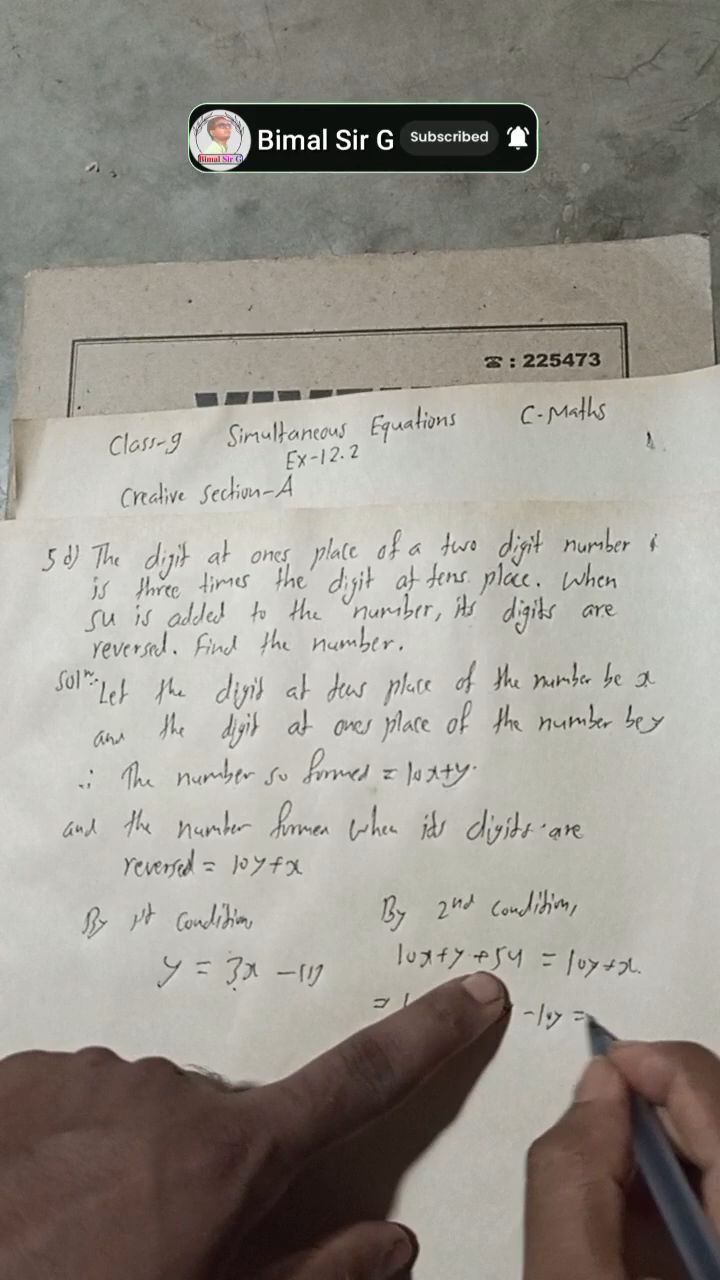 Bimal Sir G Subscribed
Bimal Sir G
☎ : 225473
Class-9 Simultaneous Equations C-Maths
Ex-12.2
Creative section-A
5 d) The digit at ones place of a two digit number
is three times the digit at tens place. When
54 is added to the number, its digits are
reversed. Find the number.
Solⁿ:- Let the digit at tens place of the number be x
and the digit at ones place of the number be y
∴ The number so formed = 10x+y.
and the number formed when its digits are
reversed = 10y+x
By 1st condition By 2nd condition,
y = 3x -(1) 10x+y+54 = 10y+x.
= -10y =